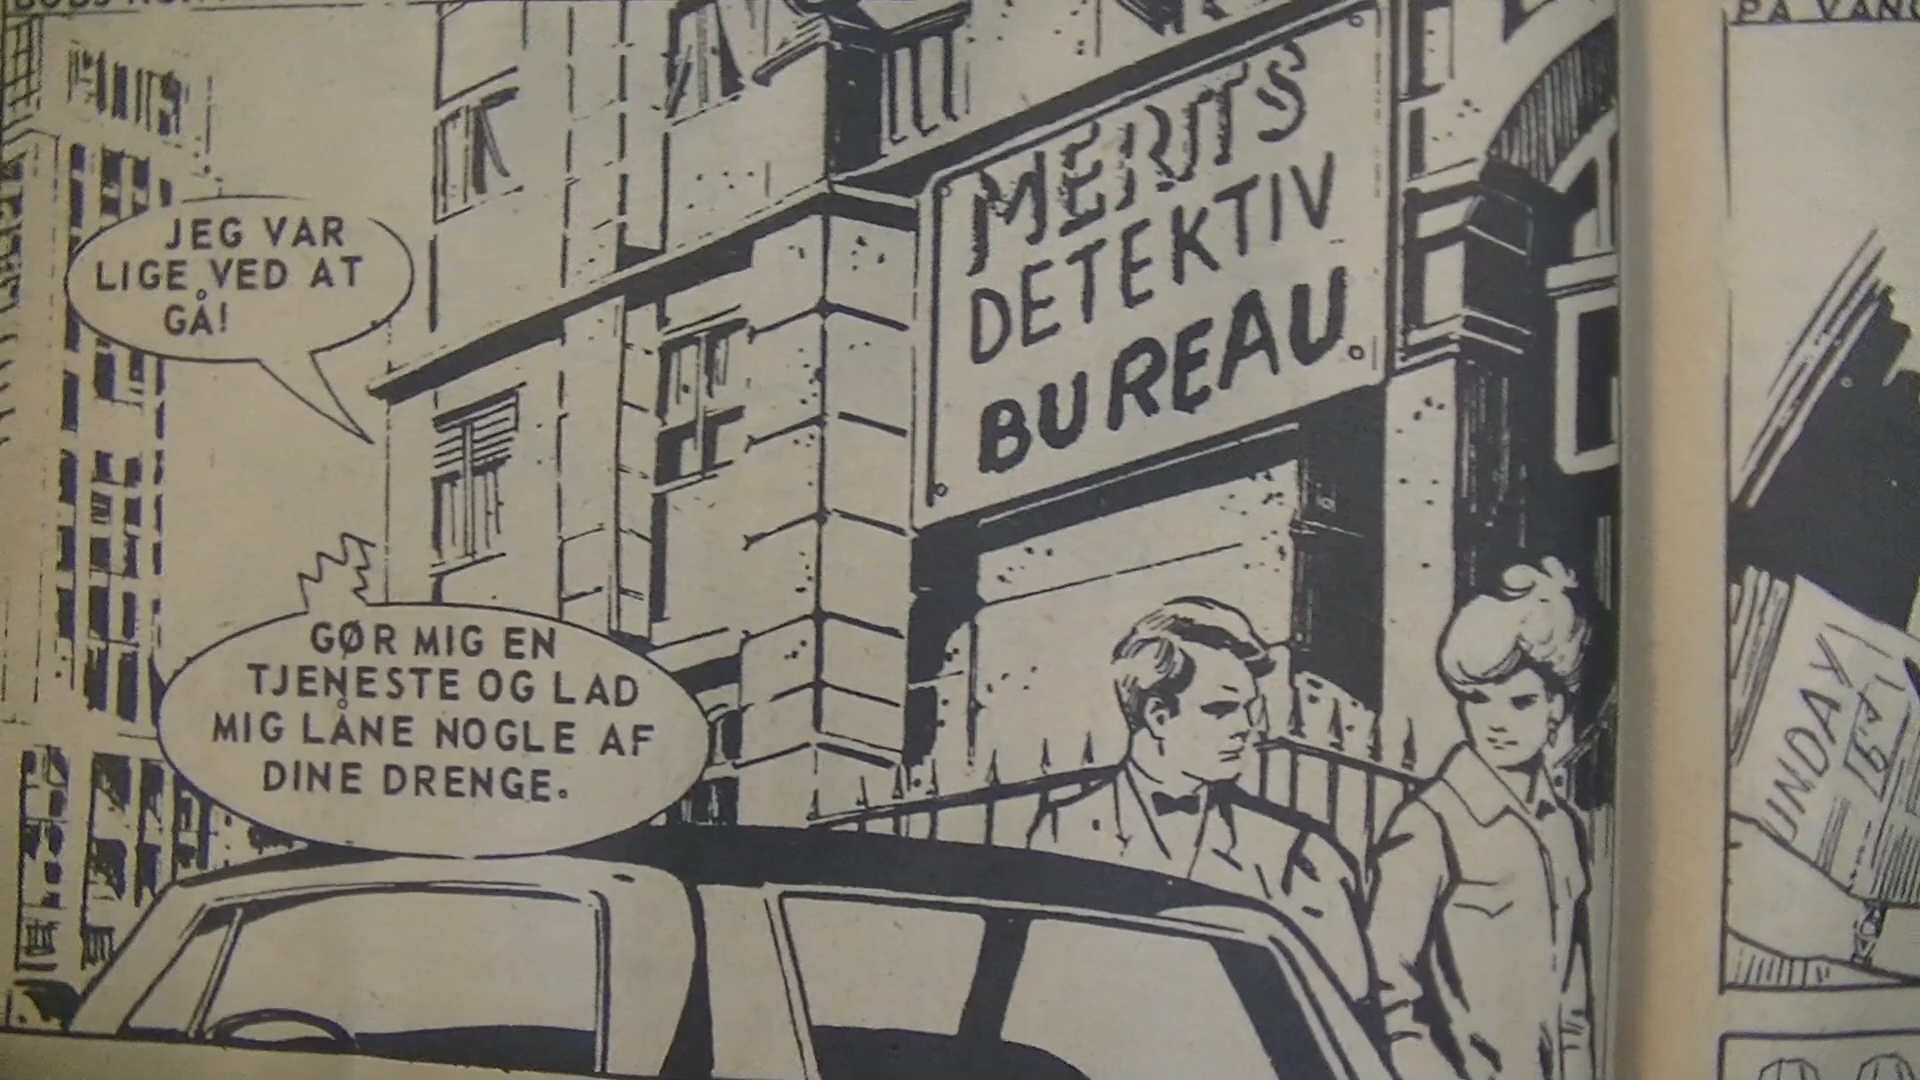 JEG VAR
LIGE VED AT
GÅ!
MERITS
DETEKTIV
BUREAU
GØR MIG EN
TJENESTE OG LAD
MIG LÅNE NOGLE AF
DINE DRENGE.
PÅ
UNDAY